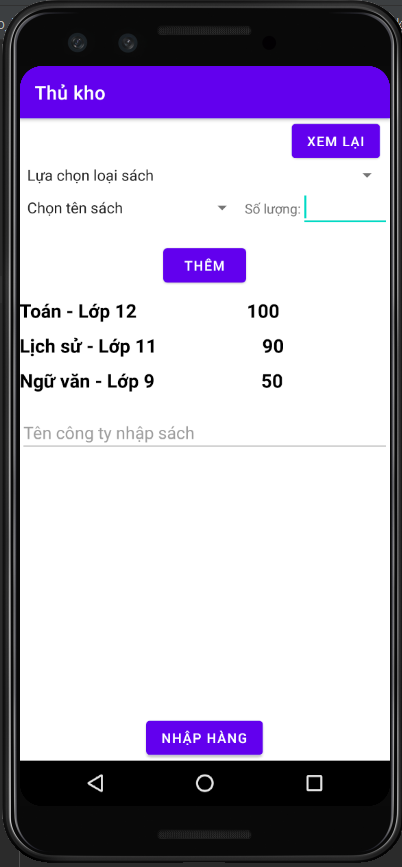 Thủ kho
XEM LẠI
Lựa chọn loại sách
Chọn tên sách Số lượng:
THÊM
Toán - Lớp 12 100
Lịch sử - Lớp 11 90
Ngữ văn - Lớp 9 50
Tên công ty nhập sách
NHẬP HÀNG